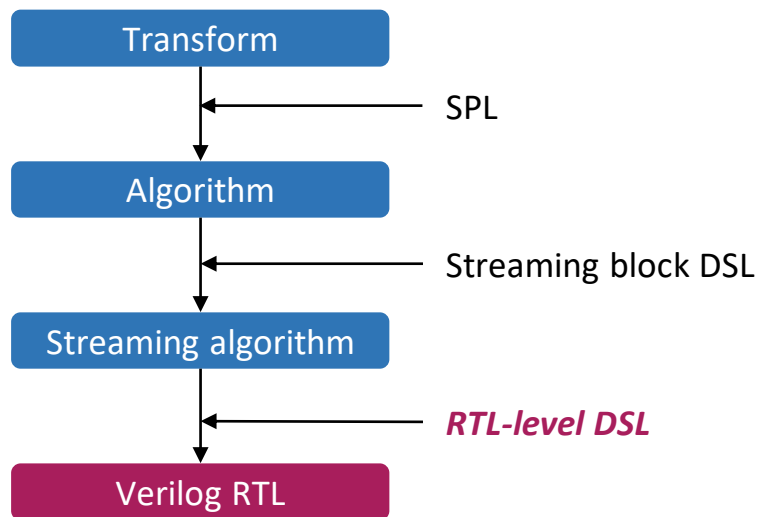 Transform
SPL
Algorithm
Streaming block DSL
Streaming algorithm
RTL-level DSL
Verilog RTL